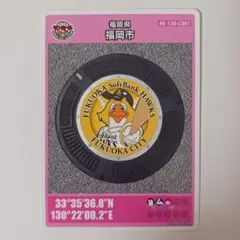 福岡県
福岡市
40-130-C001
FUKUOKA SoftBank HAWKS
FUKUOKA CITY
33°35'36.8"N
130°22'00.2"E